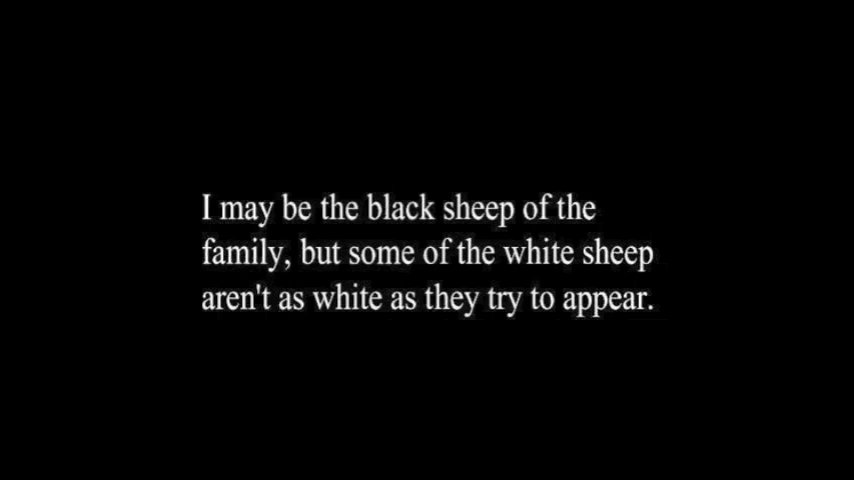 I may be the black sheep of the
family, but some of the white sheep
aren't as white as they try to appear.